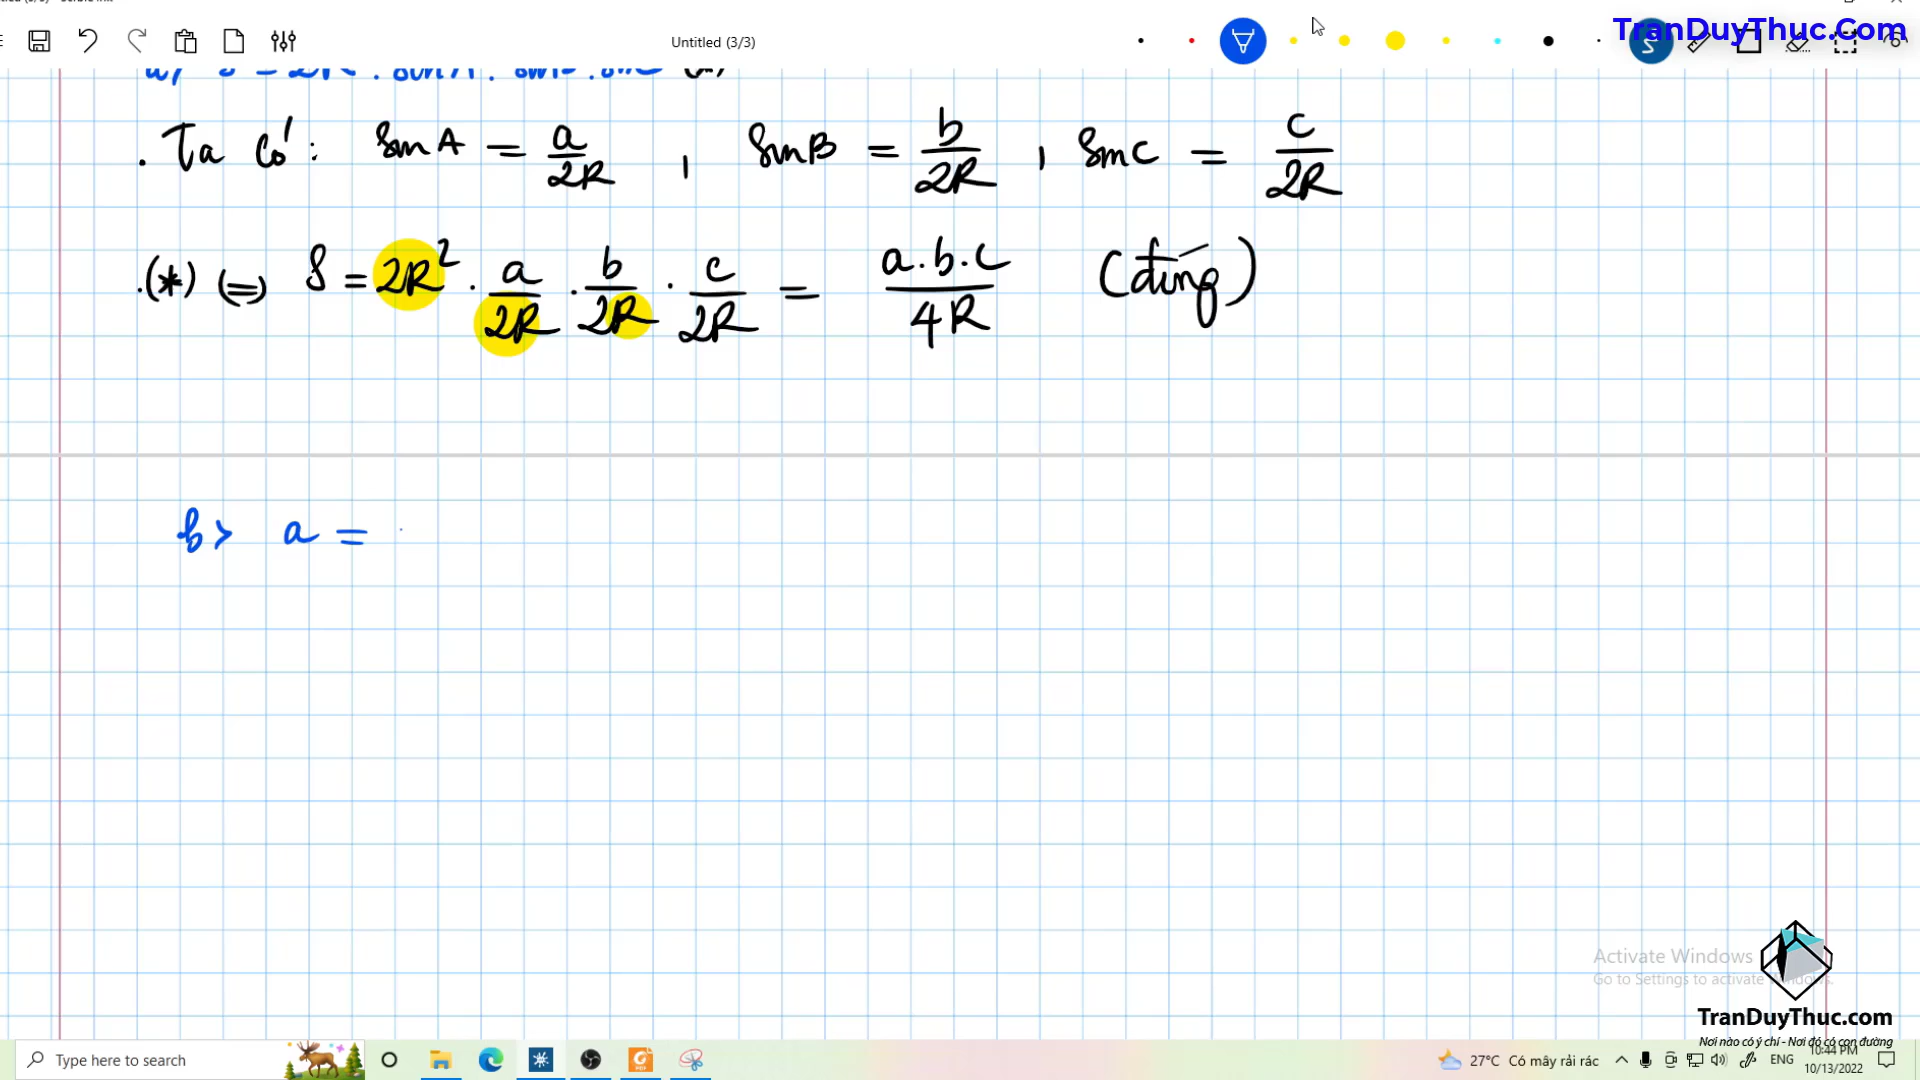 TranDuyThuc.Com
Untitled (3/3)
. Ta có : sinA = a/2R , sinB = b/2R , sinC = c/2R
.(*) (=) S = 2R² . a/2R . b/2R . c/2R = a.b.c/4R (đúng)
b> a =
Activate Windows
Go to Settings to activate Windows.
TranDuyThuc.com
Nơi nào có ý chí - Nơi đó có con đường
Type here to search
27°C Có mây rải rác
ENG
10:44 PM
10/13/2022